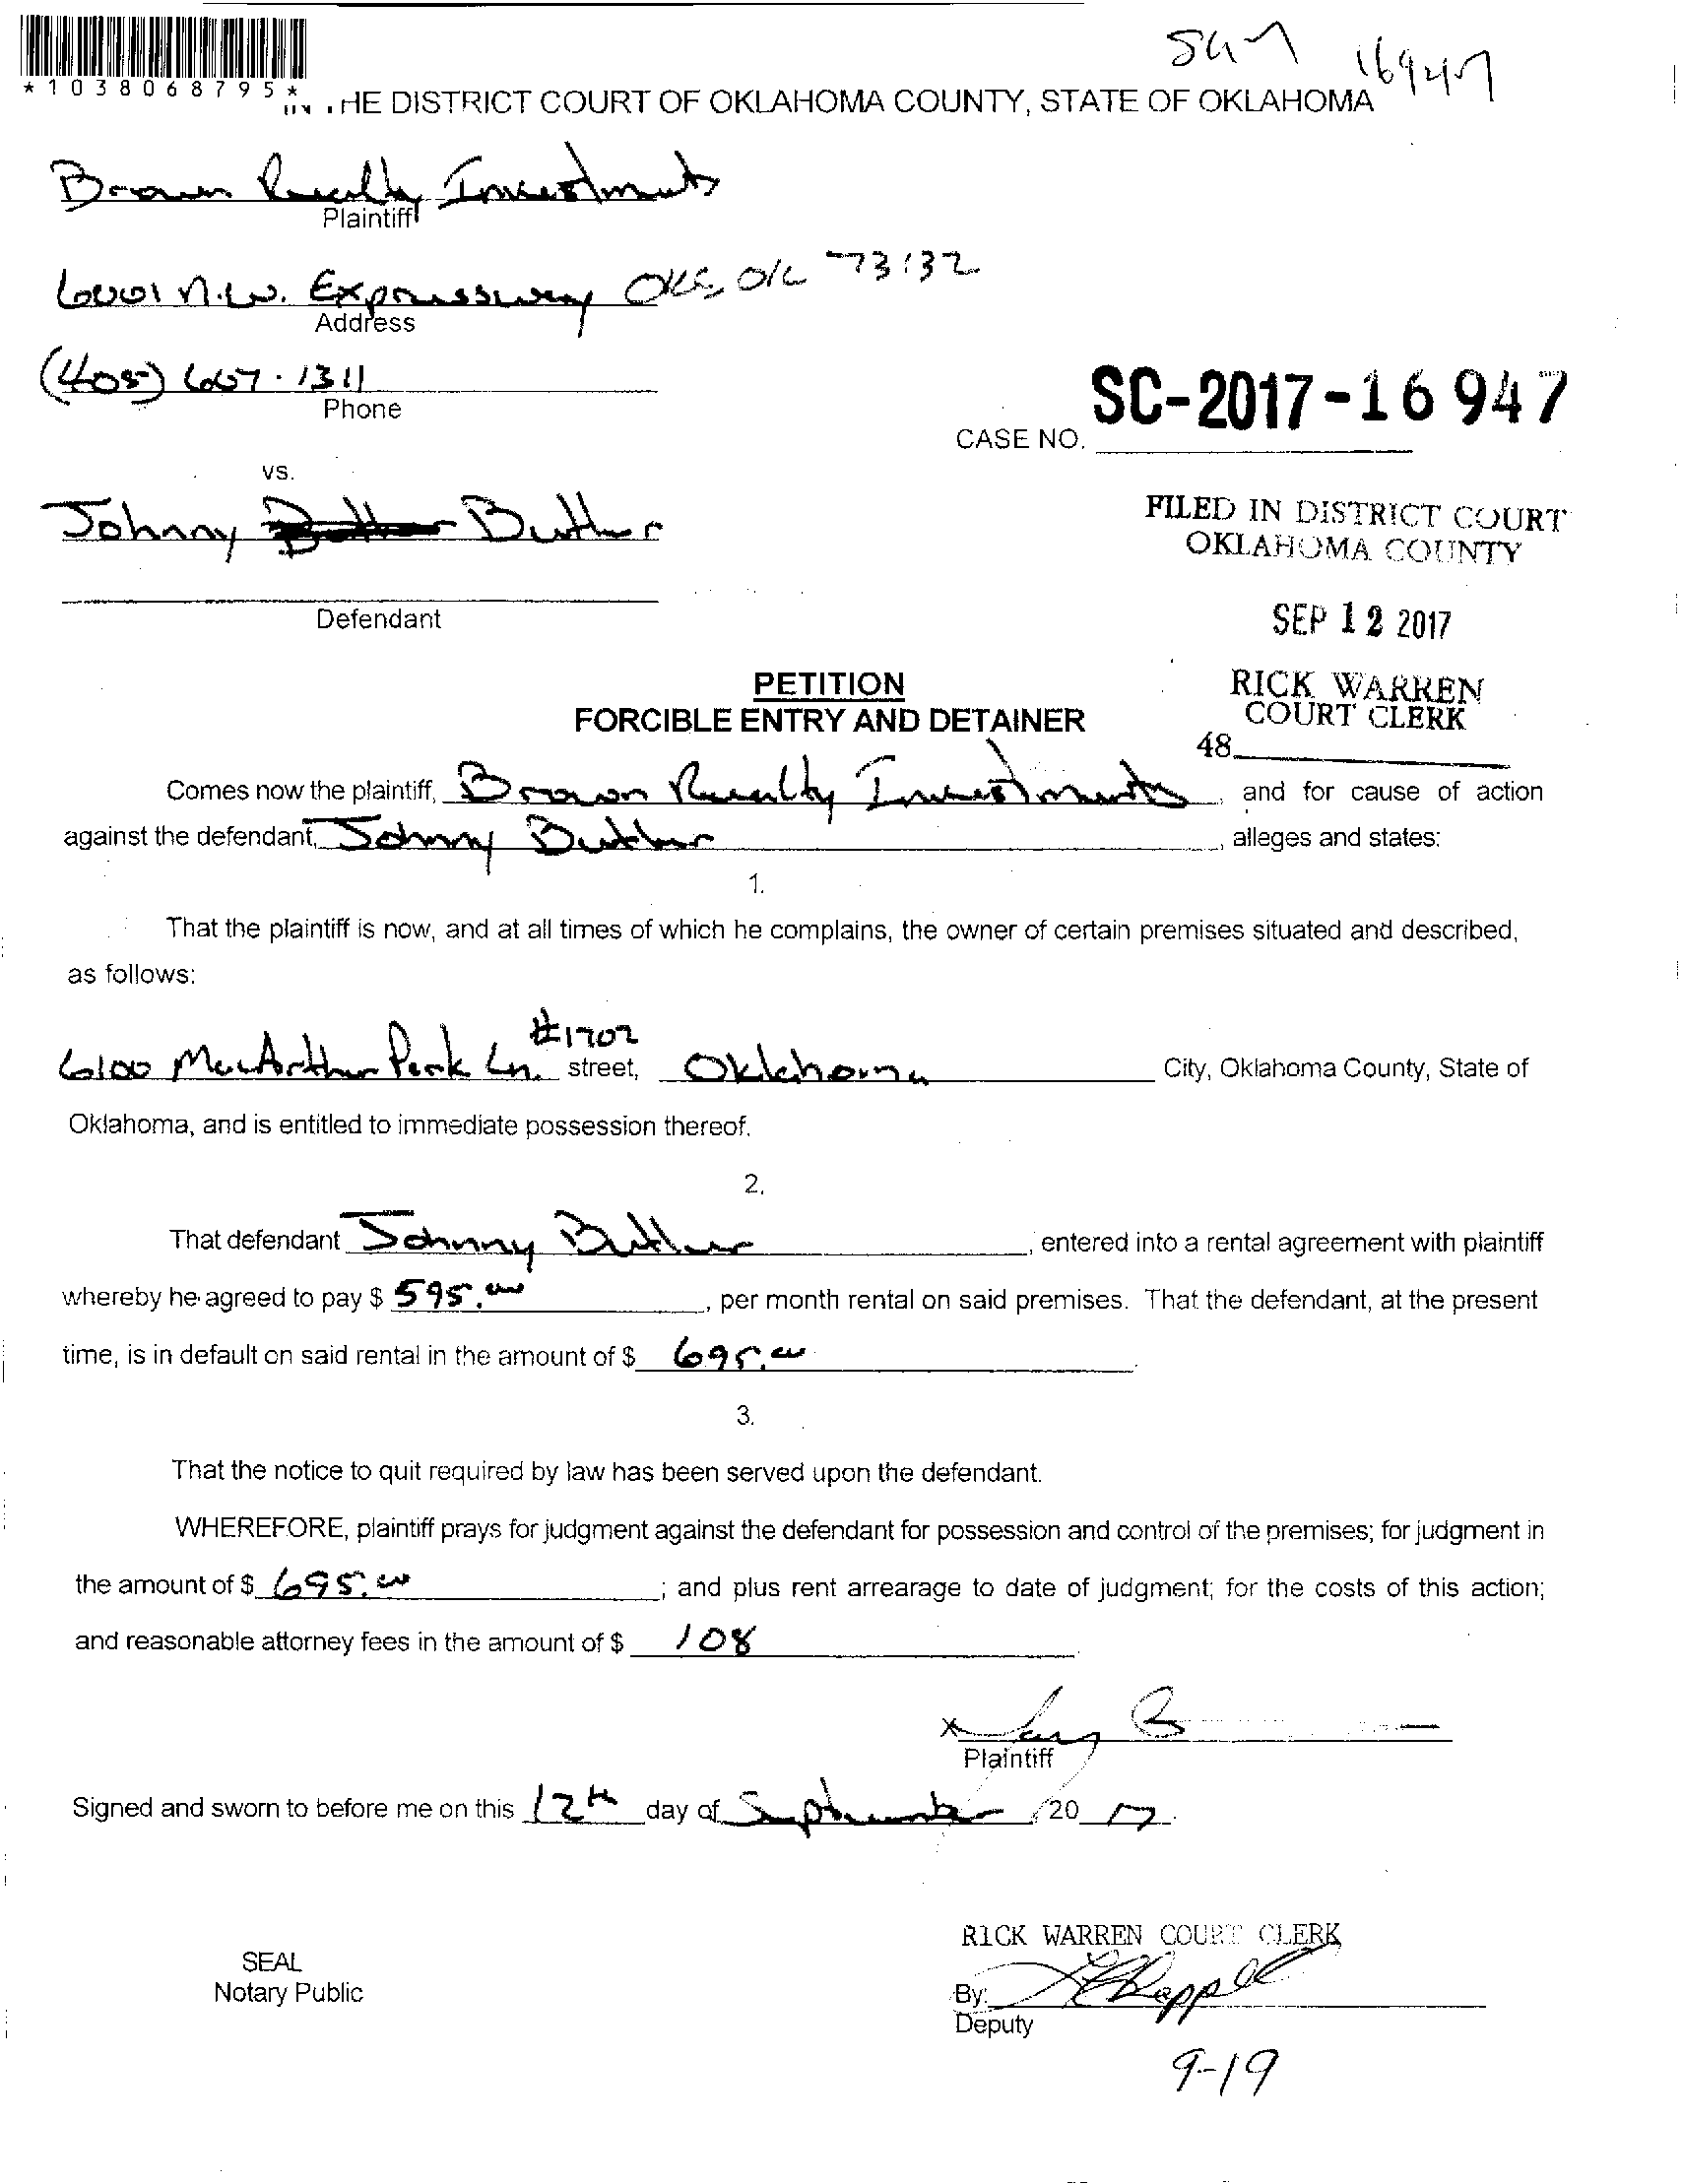 SC-17 16947
*1038068795*
IN THE DISTRICT COURT OF OKLAHOMA COUNTY, STATE OF OKLAHOMA
Brown Realty Investments
Plaintiff
6001 N.W. Expressway OKC, OK 73132
Address
(405) 667-1311
Phone
SC-2017-16947
CASE NO.
vs.
Johnny Butler
FILED IN DISTRICT COURT
OKLAHOMA COUNTY
Defendant
SEP 12 2017
PETITION
FORCIBLE ENTRY AND DETAINER
RICK WARREN
COURT CLERK
48
Comes now the plaintiff, Brown Realty Investments, and for cause of action
against the defendant, Johnny Butler, alleges and states:
1.
That the plaintiff is now, and at all times of which he complains, the owner of certain premises situated and described,
as follows:
6100 MacArthur Park Ln. #1702 street, Oklahoma City, Oklahoma County, State of
Oklahoma, and is entitled to immediate possession thereof.
2.
That defendant Johnny Butler, entered into a rental agreement with plaintiff
whereby he agreed to pay $ 595.00, per month rental on said premises. That the defendant, at the present
time, is in default on said rental in the amount of $ 695.00.
3.
That the notice to quit required by law has been served upon the defendant.
WHEREFORE, plaintiff prays for judgment against the defendant for possession and control of the premises; for judgment in
the amount of $ 695.00; and plus rent arrearage to date of judgment; for the costs of this action;
and reasonable attorney fees in the amount of $ 108.
x
Plaintiff
Signed and sworn to before me on this 12th day of September 20 17.
RICK WARREN COURT CLERK
SEAL
Notary Public
By:
Deputy
9-19